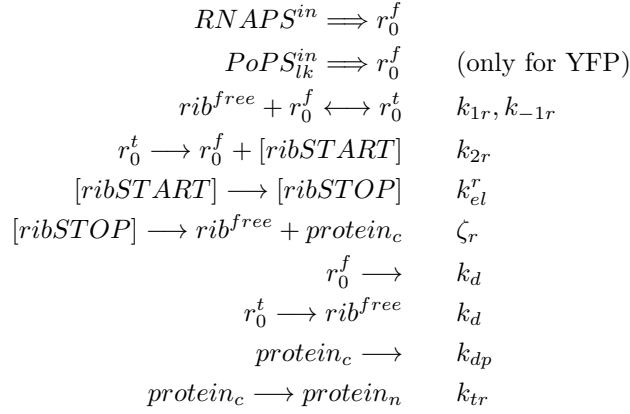 RNAPS^{in} ⟹ r_0^f
PoPS_{lk}^{in} ⟹ r_0^f (only for YFP)
rib^{free} + r_0^f ⟷ r_0^t k_{1r}, k_{-1r}
r_0^t ⟶ r_0^f + [ribSTART] k_{2r}
[ribSTART] ⟶ [ribSTOP] k_{el}^r
[ribSTOP] ⟶ rib^{free} + protein_c ζ_r
r_0^f ⟶ k_d
r_0^t ⟶ rib^{free} k_d
protein_c ⟶ k_{dp}
protein_c ⟶ protein_n k_{tr}